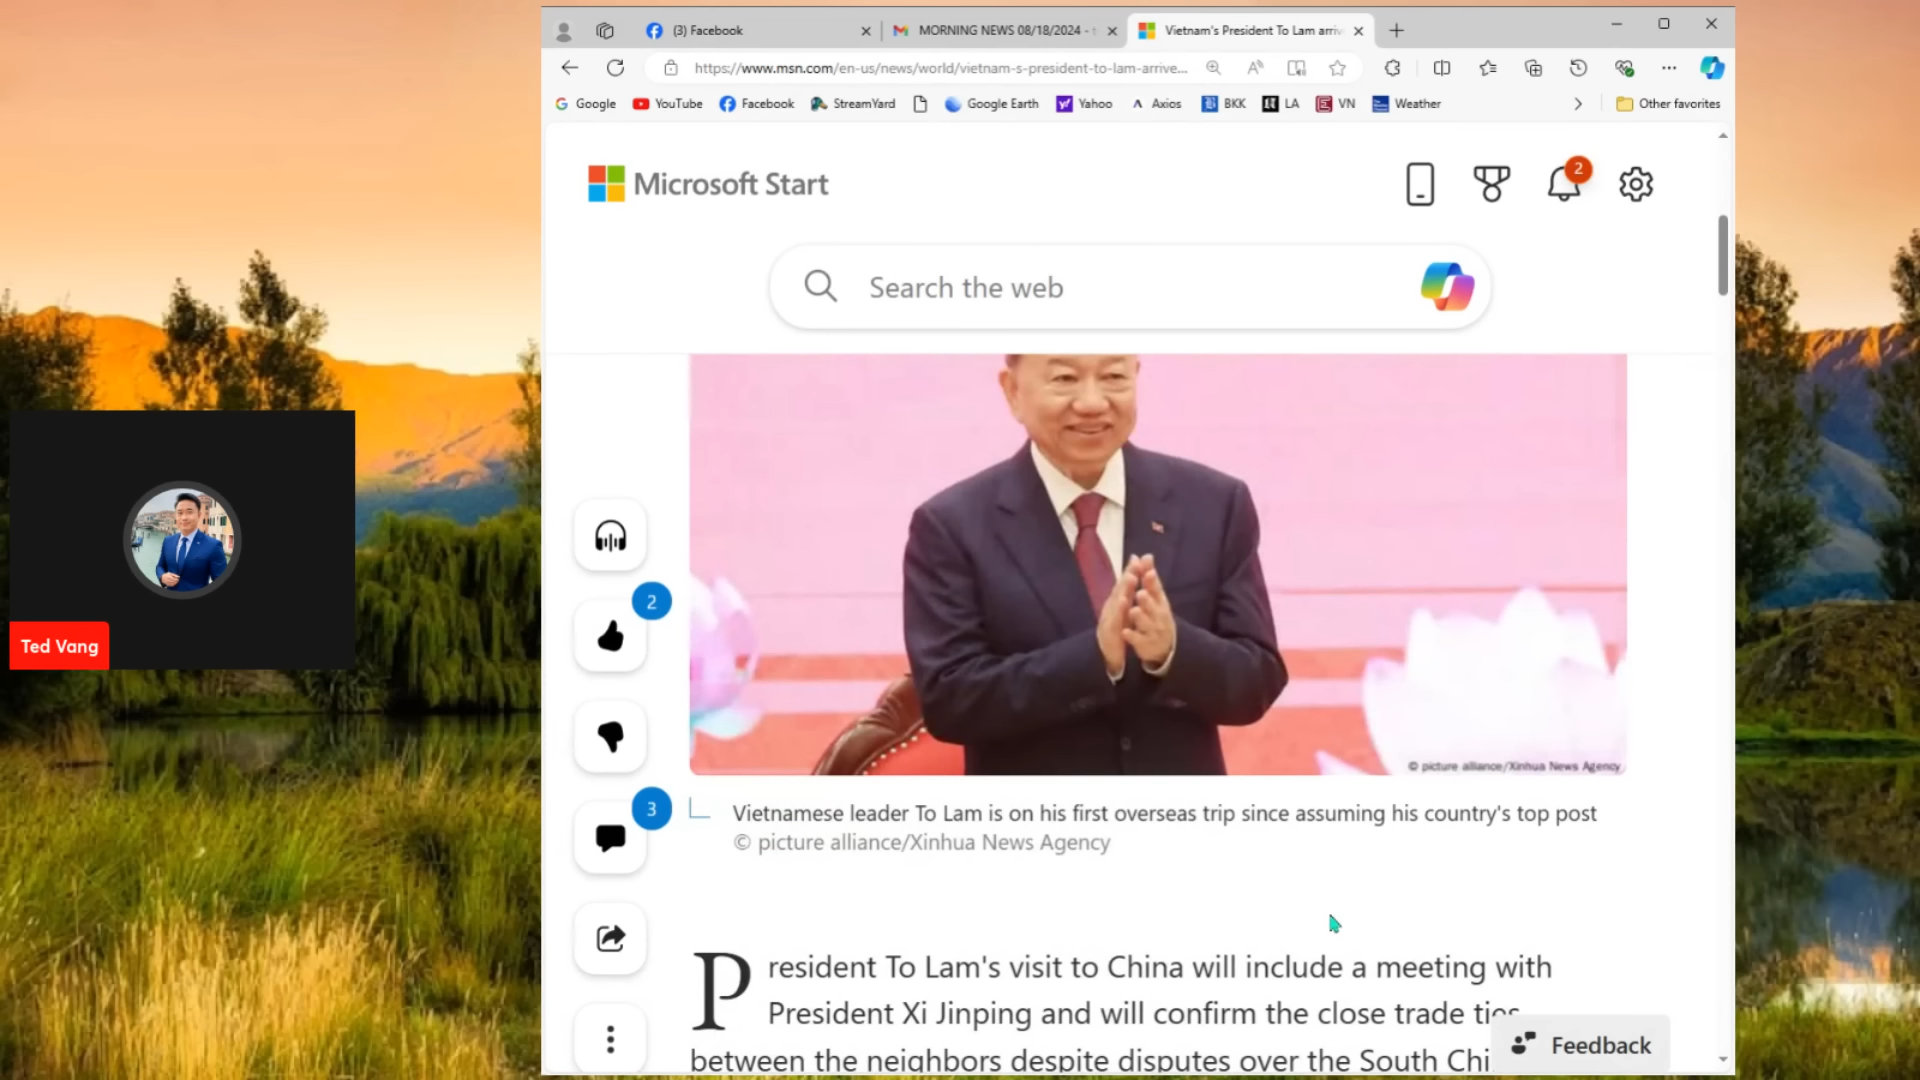 (3) Facebook
MORNING NEWS 08/18/2024 -
Vietnam's President To Lam arriv
https://www.msn.com/en-us/news/world/vietnam-s-president-to-lam-arrive...
Google
YouTube
Facebook
StreamYard
Google Earth
Yahoo
Axios
BKK
LA
VN
Weather
Other favorites
Microsoft Start
2
Search the web
© picture alliance/Xinhua News Agency
2
3
Vietnamese leader To Lam is on his first overseas trip since assuming his country's top post
© picture alliance/Xinhua News Agency
President To Lam's visit to China will include a meeting with
President Xi Jinping and will confirm the close trade ties
between the neighbors despite disputes over the South Chi
Feedback
Ted Vang